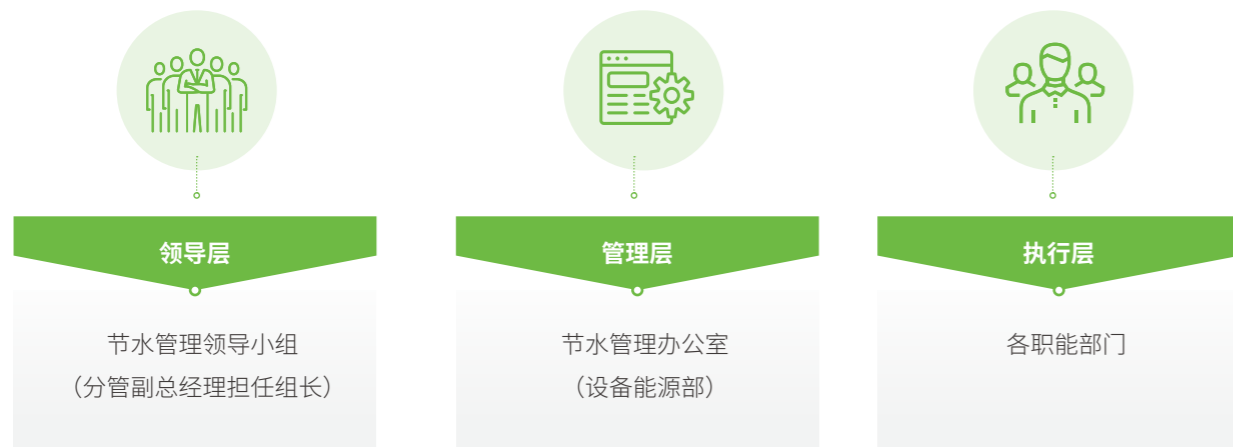 领导层
节水管理领导小组
（分管副总经理担任组长）
管理层
节水管理办公室
（设备能源部）
执行层
各职能部门